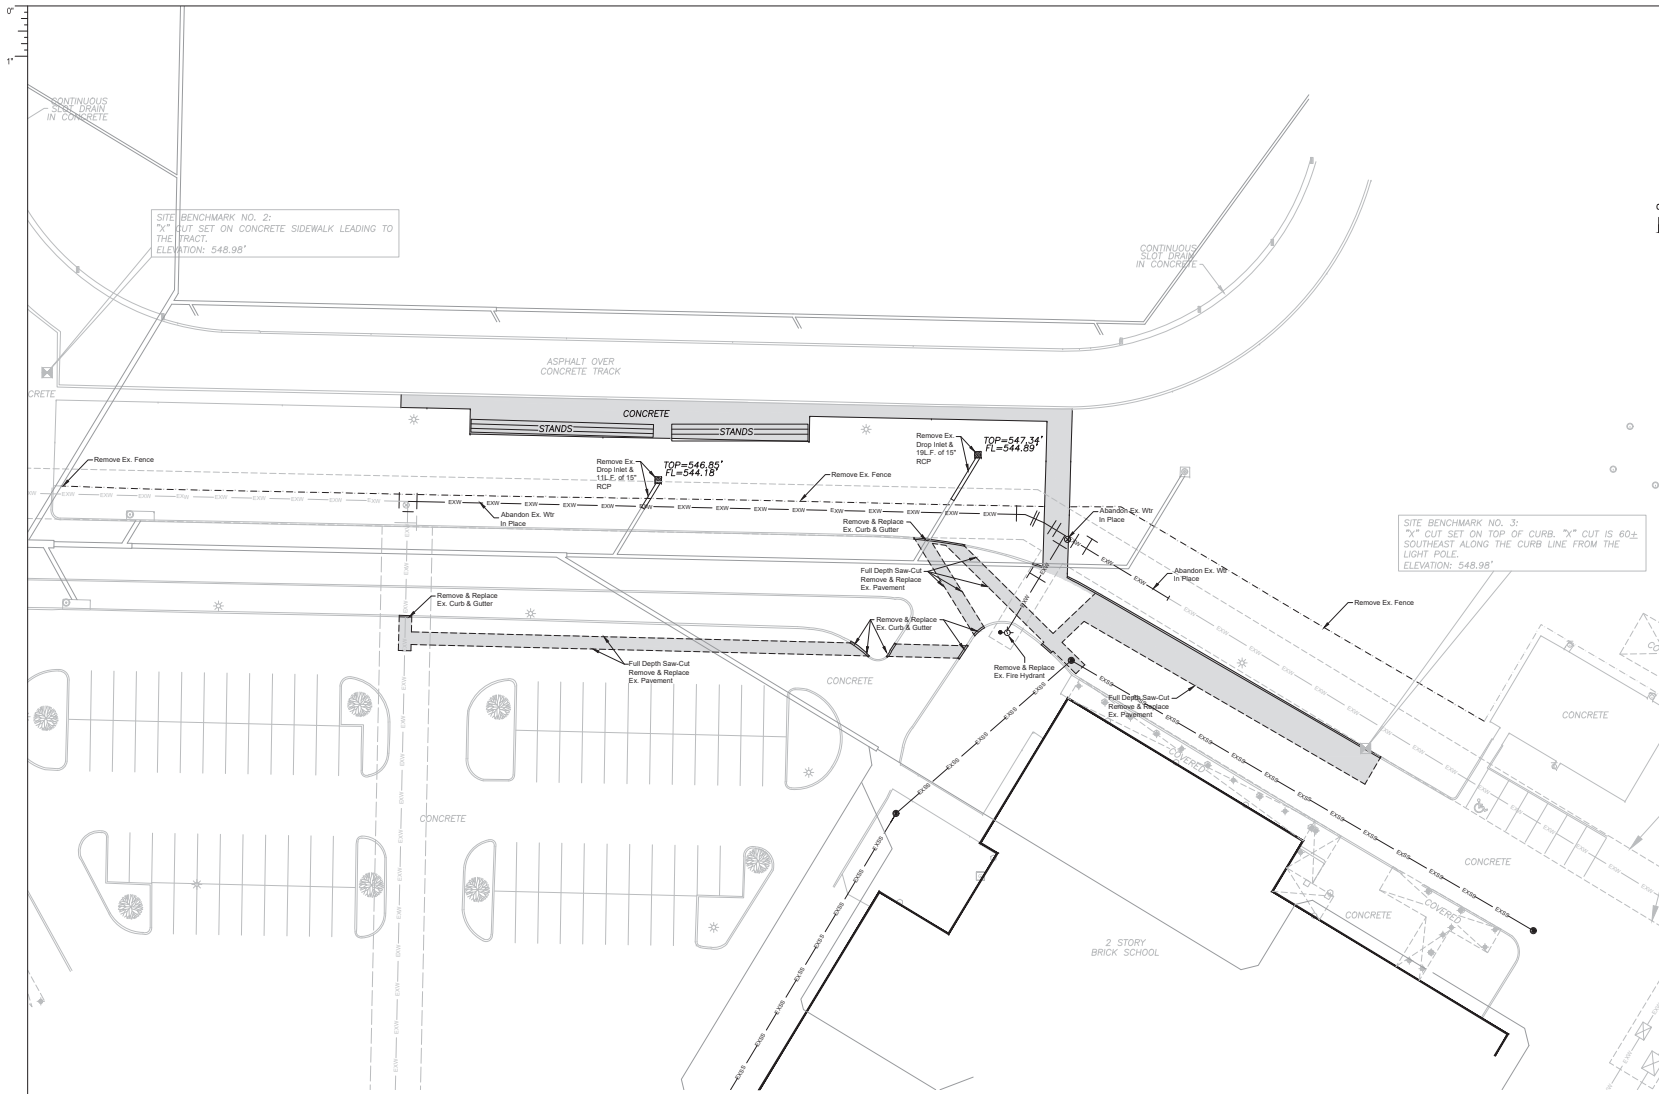 0"
1"
CONTINUOUS
SLOT DRAIN
IN CONCRETE
SITE BENCHMARK NO. 2:
"X" CUT SET ON CONCRETE SIDEWALK LEADING TO
THE TRACT.
ELEVATION: 548.98'
CONTINUOUS
SLOT DRAIN
IN CONCRETE
ASPHALT OVER
CONCRETE TRACK
CRETE
CONCRETE
STANDS
STANDS
Remove Ex.
Drop Inlet &
19L.F. of 15"
RCP
TOP=547.34'
FL=544.89'
Remove Ex. Fence
Remove Ex.
Drop Inlet &
11L.F. of 15"
RCP
TOP=546.85'
FL=544.18'
Remove Ex. Fence
Abandon Ex. Wtr
In Place
Remove & Replace
Ex. Curb & Gutter
Abandon Ex. Wtr
In Place
SITE BENCHMARK NO. 3:
"X" CUT SET ON TOP OF CURB. "X" CUT IS 60±
SOUTHEAST ALONG THE CURB LINE FROM THE
LIGHT POLE.
ELEVATION: 548.98'
Full Depth Saw-Cut
Remove & Replace
Ex. Pavement
Abandon Ex. Wtr
In Place
Remove & Replace
Ex. Curb & Gutter
Remove Ex. Fence
Remove & Replace
Ex. Curb & Gutter
Full Depth Saw-Cut
Remove & Replace
Ex. Pavement
Remove & Replace
Ex. Fire Hydrant
CONCRETE
Full Depth Saw-Cut
Remove & Replace
Ex. Pavement
CONCRETE
COVERED
CONCRETE
CONCRETE
COVERED
CONCRETE
2 STORY
BRICK SCHOOL
EXW
EXSS